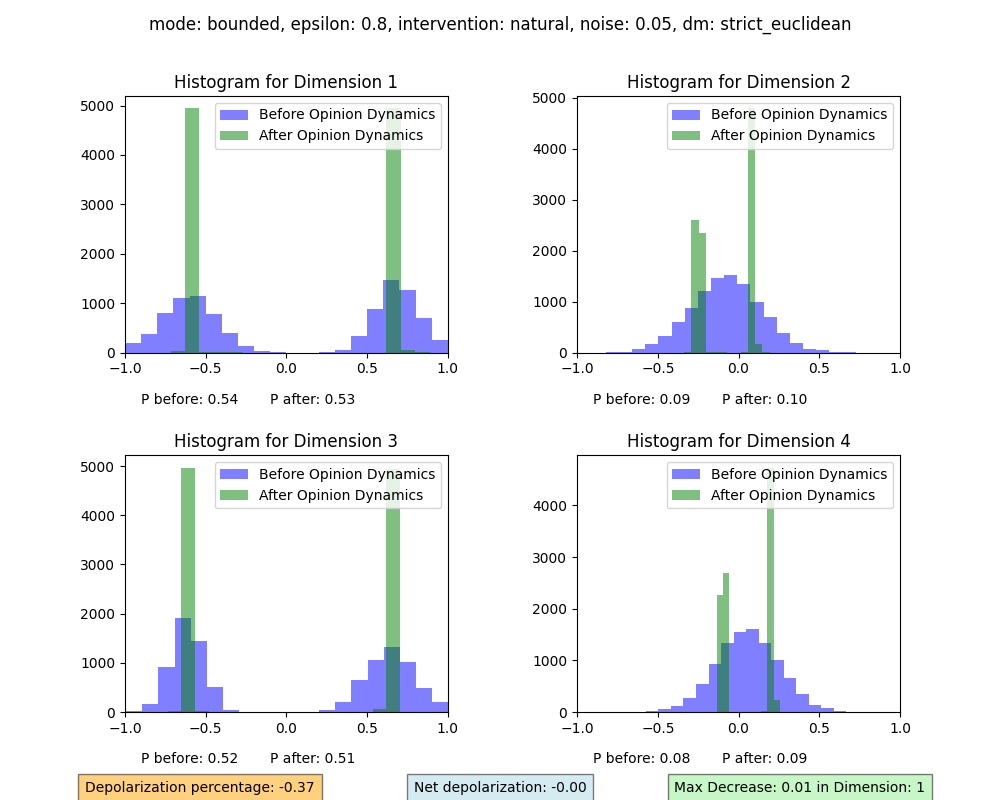 mode: bounded, epsilon: 0.8, intervention: natural, noise: 0.05, dm: strict_euclidean
Histogram for Dimension 1
Before Opinion Dynamics
After Opinion Dynamics
5000
4000
3000
2000
1000
0
−1.0 −0.5 0.0 0.5 1.0
P before: 0.54 P after: 0.53
Histogram for Dimension 2
Before Opinion Dynamics
After Opinion Dynamics
5000
4000
3000
2000
1000
0
−1.0 −0.5 0.0 0.5 1.0
P before: 0.09 P after: 0.10
Histogram for Dimension 3
Before Opinion Dynamics
After Opinion Dynamics
5000
4000
3000
2000
1000
0
−1.0 −0.5 0.0 0.5 1.0
P before: 0.52 P after: 0.51
Histogram for Dimension 4
Before Opinion Dynamics
After Opinion Dynamics
4000
3000
2000
1000
0
−1.0 −0.5 0.0 0.5 1.0
P before: 0.08 P after: 0.09
Depolarization percentage: -0.37
Net depolarization: -0.00
Max Decrease: 0.01 in Dimension: 1